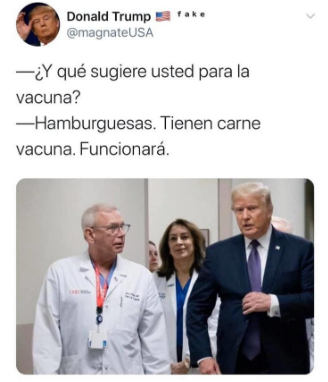 Donald Trump 🇺🇸 fake
@magnateUSA
—¿Y qué sugiere usted para la
vacuna?
—Hamburguesas. Tienen carne
vacuna. Funcionará.